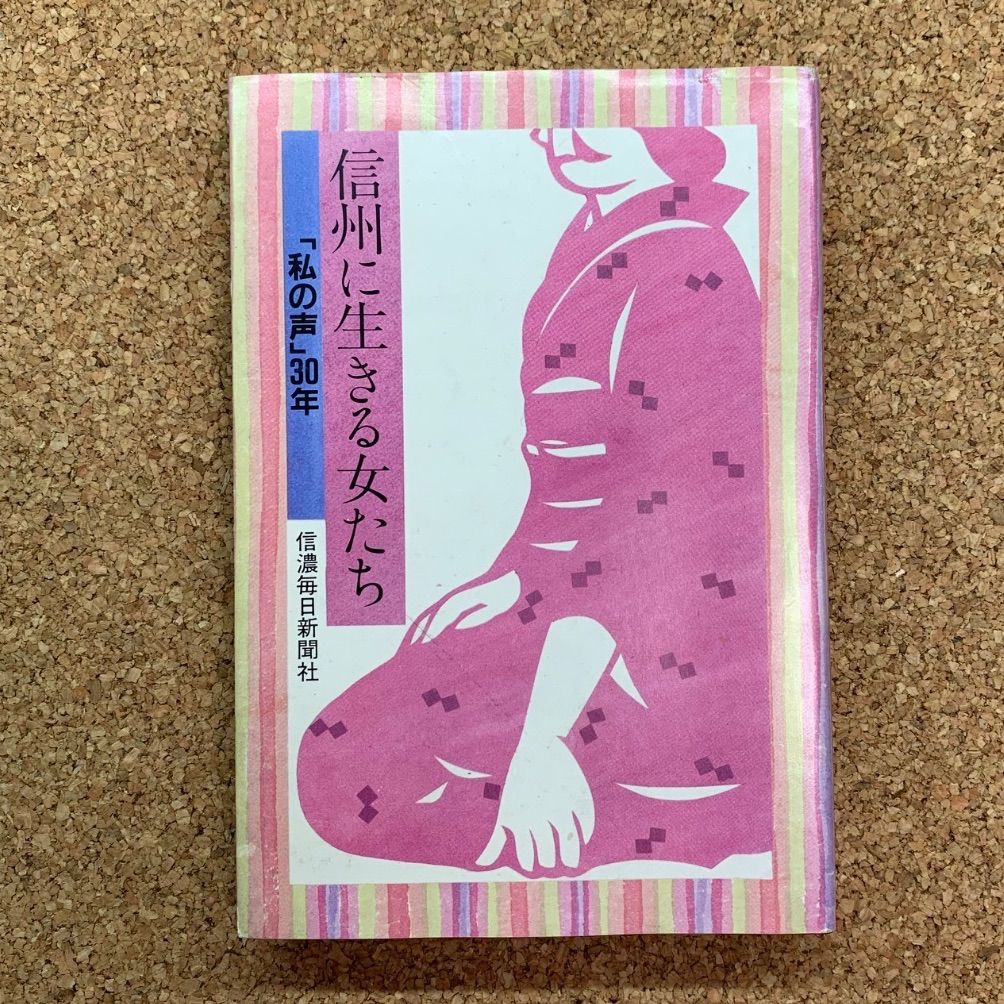 信州に生きる女たち
「私の声」30年
信濃毎日新聞社